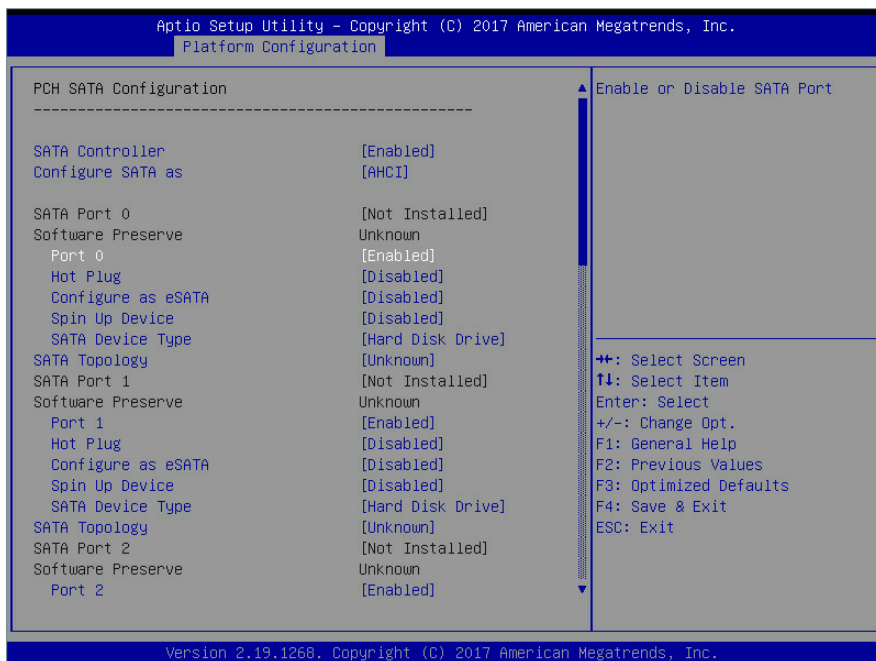 Aptio Setup Utility – Copyright (C) 2017 American Megatrends, Inc.
Platform Configuration
PCH SATA Configuration
--------------------------------------------------
SATA Controller [Enabled]
Configure SATA as [AHCI]
SATA Port 0 [Not Installed]
Software Preserve Unknown
Port 0 [Enabled]
Hot Plug [Disabled]
Configure as eSATA [Disabled]
Spin Up Device [Disabled]
SATA Device Type [Hard Disk Drive]
SATA Topology [Unknown]
SATA Port 1 [Not Installed]
Software Preserve Unknown
Port 1 [Enabled]
Hot Plug [Disabled]
Configure as eSATA [Disabled]
Spin Up Device [Disabled]
SATA Device Type [Hard Disk Drive]
SATA Topology [Unknown]
SATA Port 2 [Not Installed]
Software Preserve Unknown
Port 2 [Enabled]
Enable or Disable SATA Port
→←: Select Screen
↑↓: Select Item
Enter: Select
+/-: Change Opt.
F1: General Help
F2: Previous Values
F3: Optimized Defaults
F4: Save & Exit
ESC: Exit
Version 2.19.1268. Copyright (C) 2017 American Megatrends, Inc.